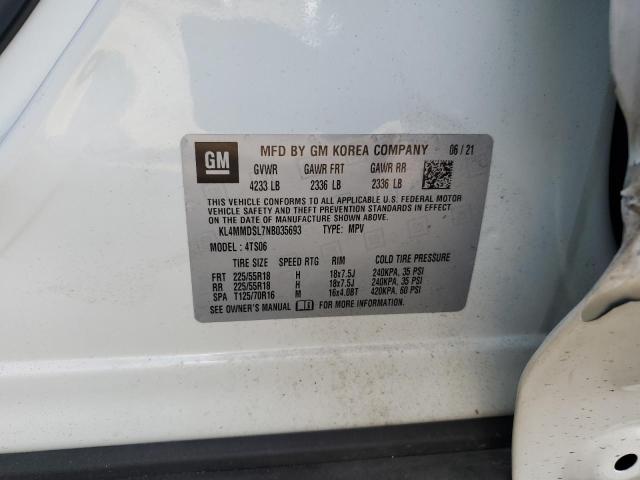 GM MFD BY GM KOREA COMPANY 06/21
GVWR GAWR FRT GAWR RR
4233 LB 2336 LB 2336 LB
THIS VEHICLE CONFORMS TO ALL APPLICABLE U.S. FEDERAL MOTOR
VEHICLE SAFETY, BUMPER, AND THEFT PREVENTION STANDARDS IN EFFECT
ON THE DATE OF MANUFACTURE SHOWN ABOVE.
KL4MMDSL7NB035693 TYPE: MPV
MODEL: 4TS06
TIRE SIZE SPEED RTG RIM COLD TIRE PRESSURE
FRT 225/55R18 H 18x7.5J 240KPA, 35 PSI
RR 225/55R18 H 18x7.5J 240KPA, 35 PSI
SPA T125/70R16 M 16x4.0BT 420KPA, 60 PSI
SEE OWNER'S MANUAL FOR MORE INFORMATION.